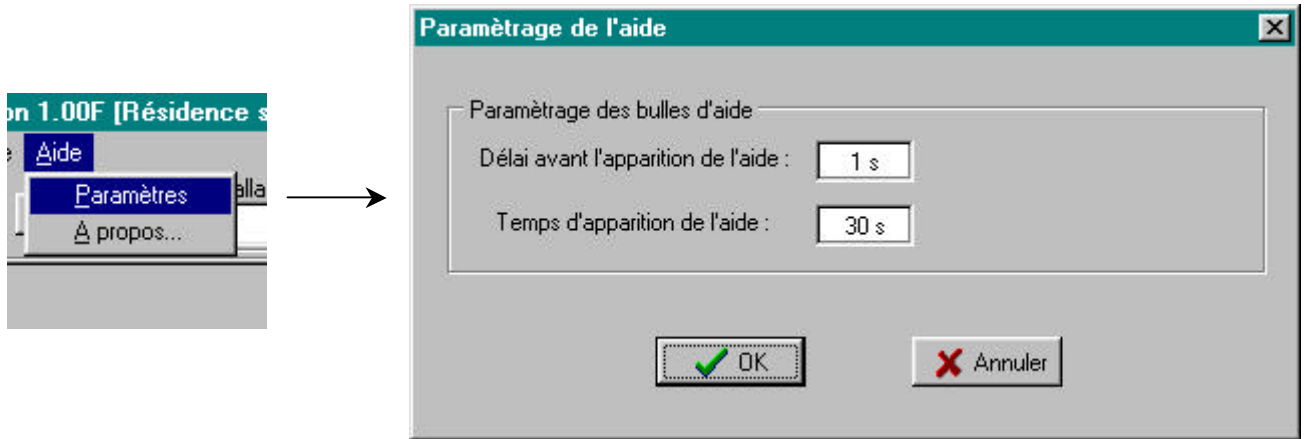 on 1.00F [Résidence s
e Aide
Paramètres
alla
A propos...
Paramètrage de l'aide
Paramètrage des bulles d'aide
Délai avant l'apparition de l'aide : 1 s
Temps d'apparition de l'aide : 30 s
OK Annuler